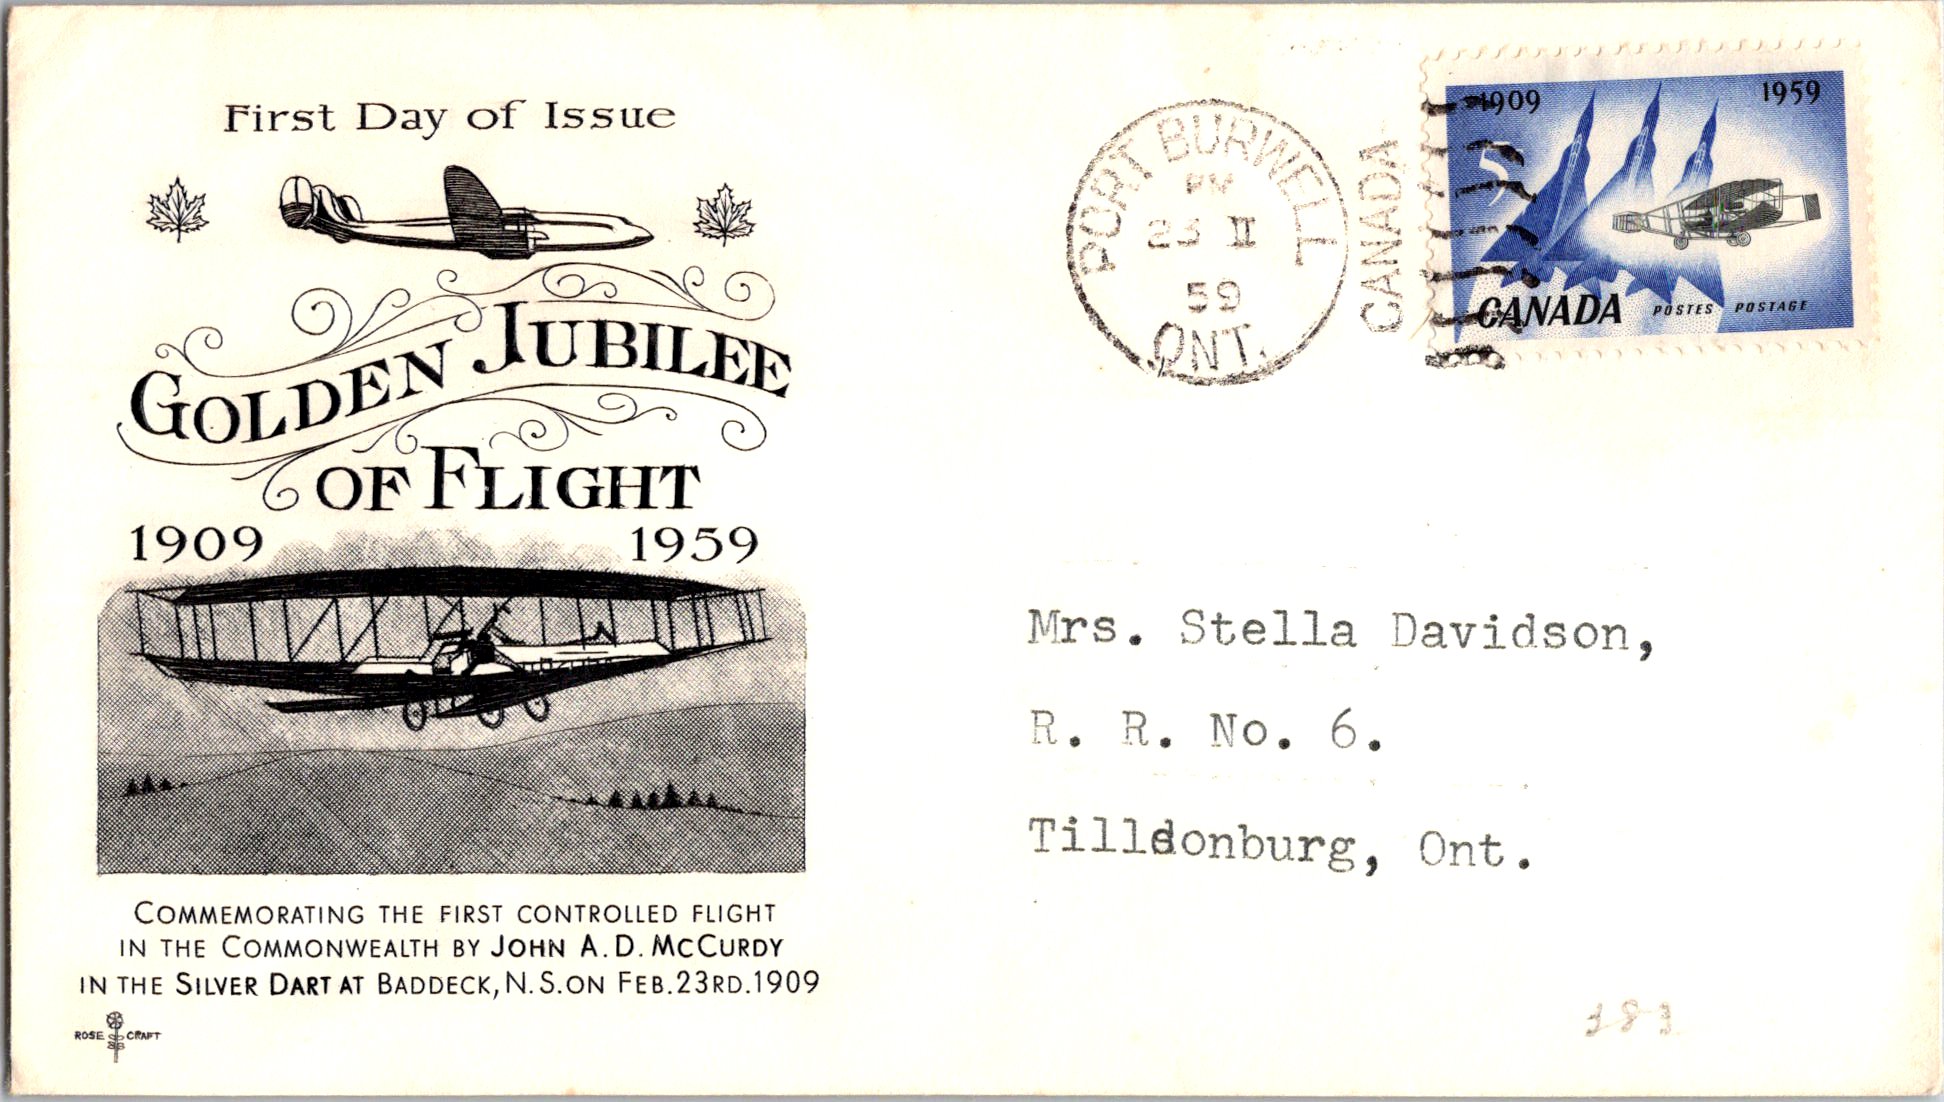 First Day of Issue
GOLDEN JUBILEE
OF FLIGHT
1909 1959
COMMEMORATING THE FIRST CONTROLLED FLIGHT
IN THE COMMONWEALTH BY JOHN A. D. MCCURDY
IN THE SILVER DART AT BADDECK, N. S. ON FEB. 23RD. 1909
ROSE CRAFT
PORT BURWELL
PM
23 II
59
ONT.
CANADA
1909 1959
CANADA POSTES POSTAGE
Mrs. Stella Davidson,
R. R. No. 6.
Tillsonburg, Ont.
183